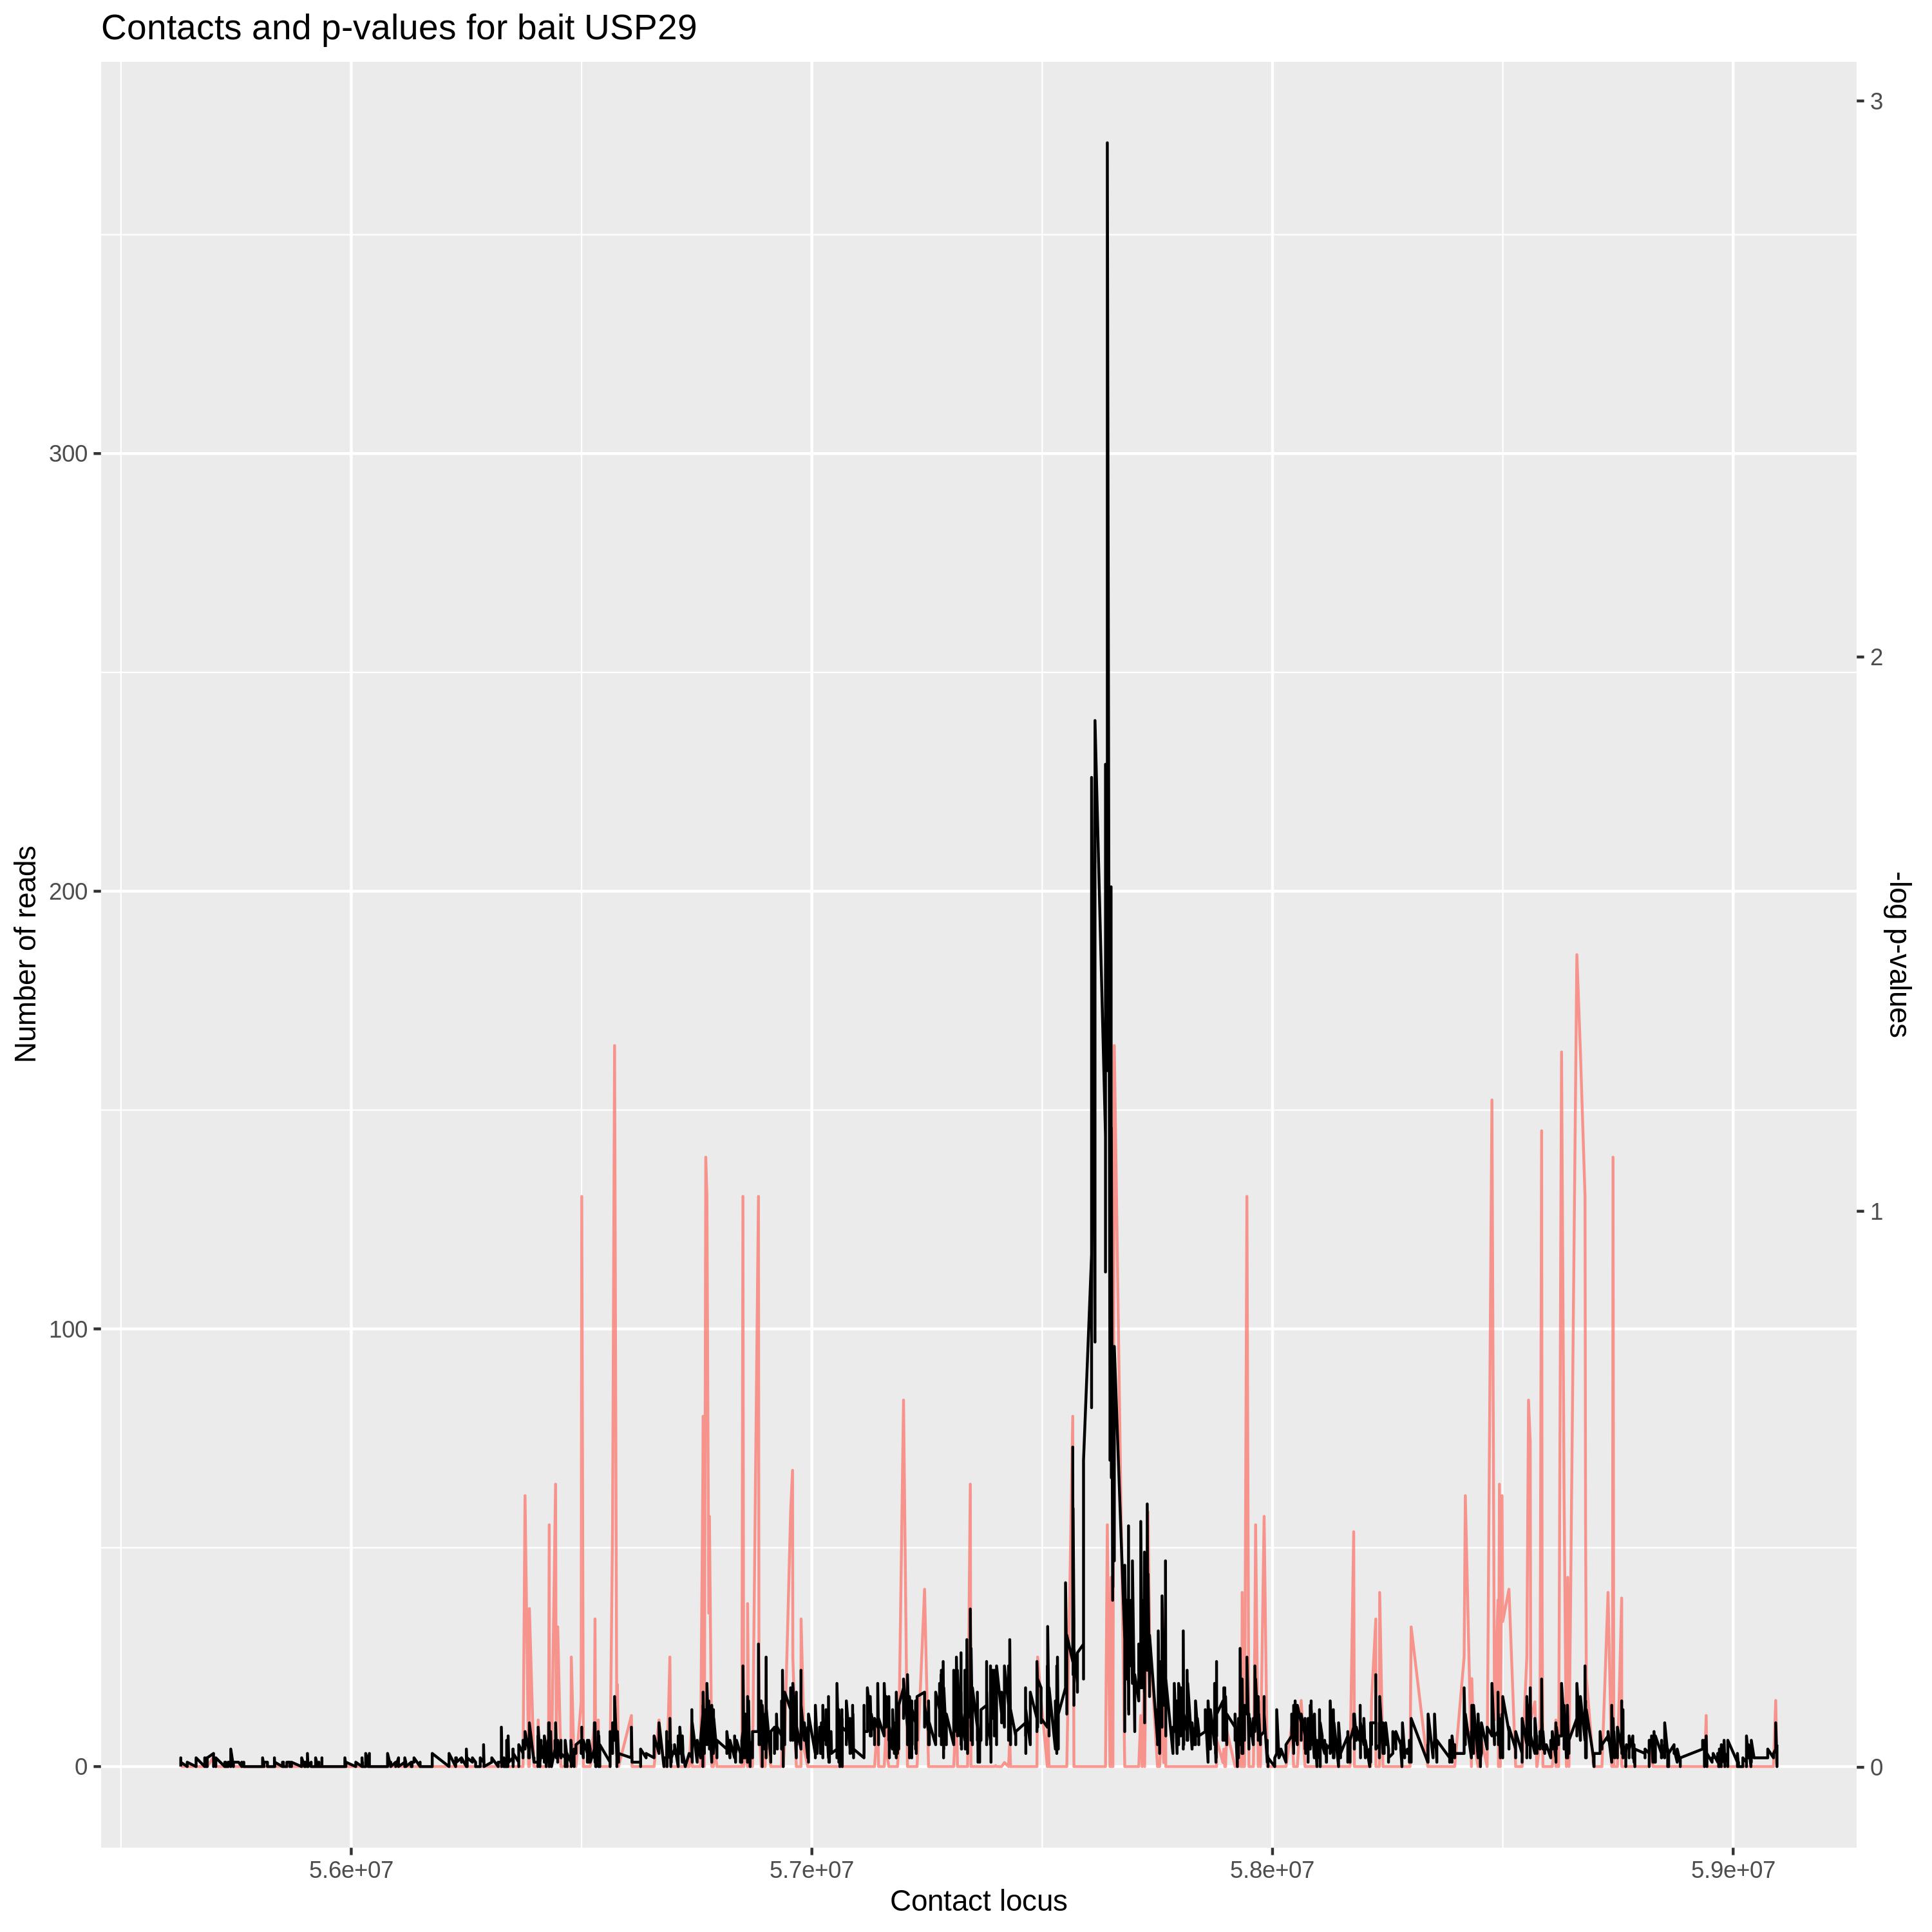 Contacts and p-values for bait USP29
3
300
2
200
Number of reads
-log p-values
1
100
0
0
5.6e+07
5.7e+07
5.8e+07
5.9e+07
Contact locus